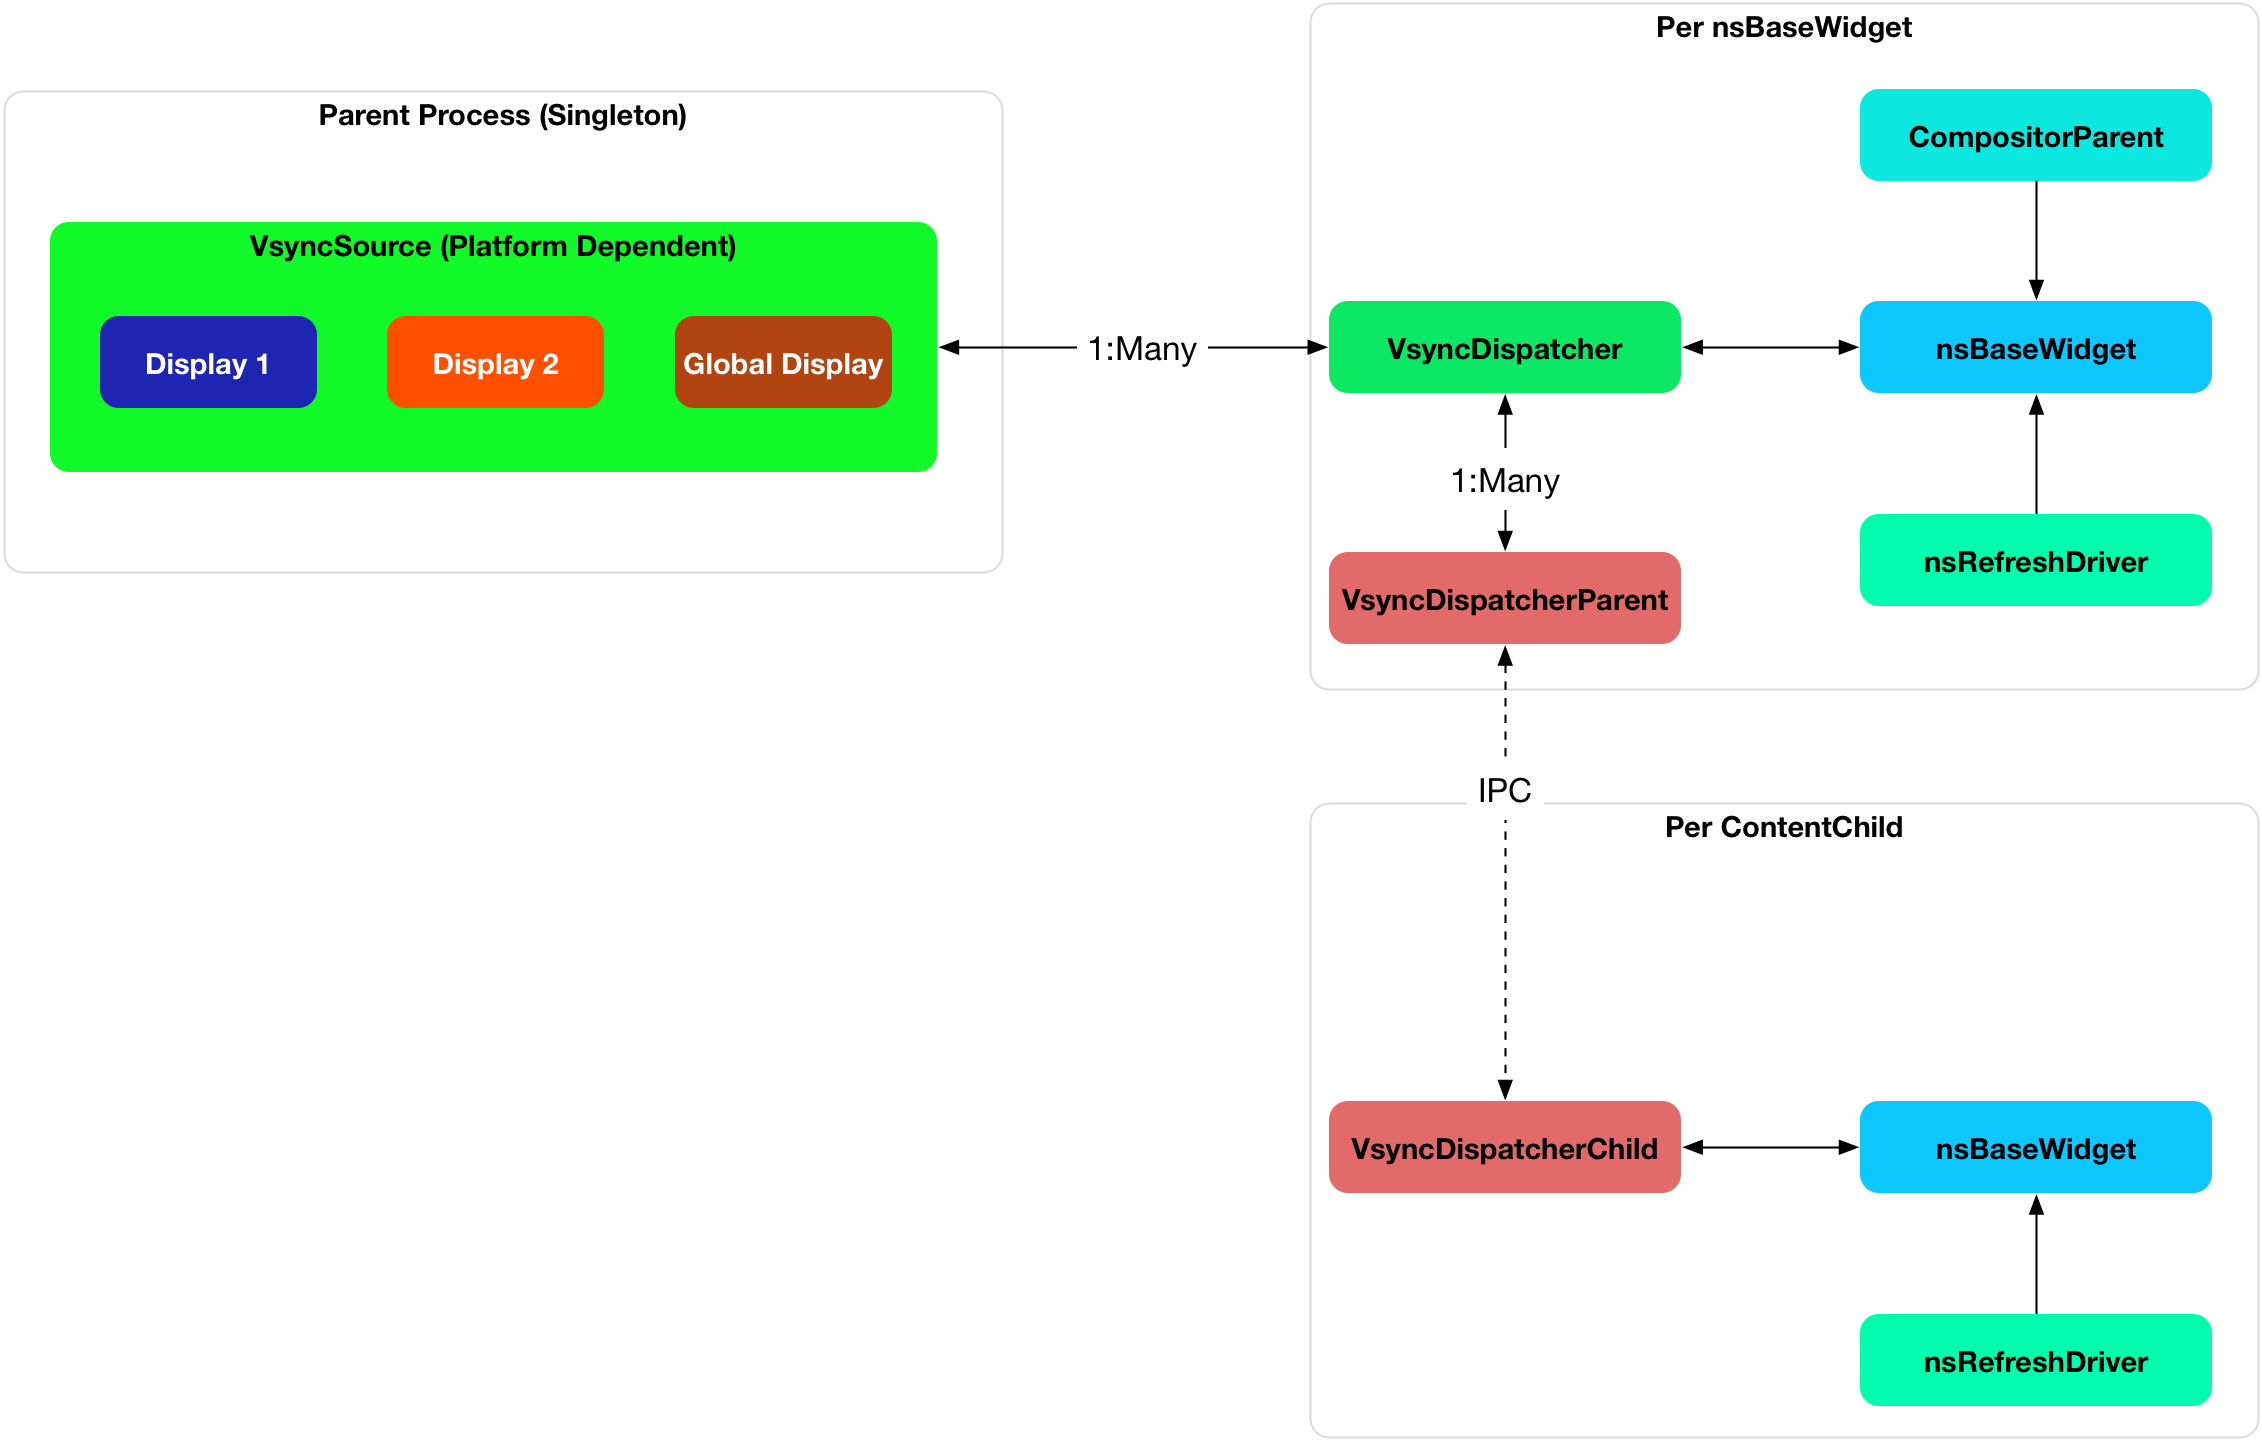 Parent Process (Singleton)
VsyncSource (Platform Dependent)
Display 1
Display 2
Global Display
1:Many
Per nsBaseWidget
CompositorParent
VsyncDispatcher
nsBaseWidget
1:Many
VsyncDispatcherParent
nsRefreshDriver
IPC
Per ContentChild
VsyncDispatcherChild
nsBaseWidget
nsRefreshDriver